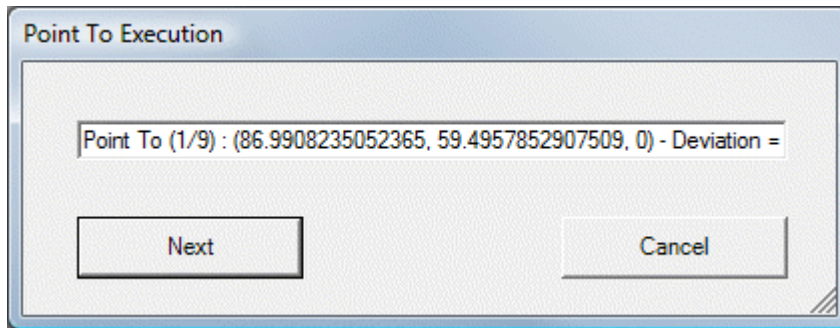 Point To Execution
Point To (1/9) : (86.9908235052365, 59.4957852907509, 0) - Deviation =
Next
Cancel